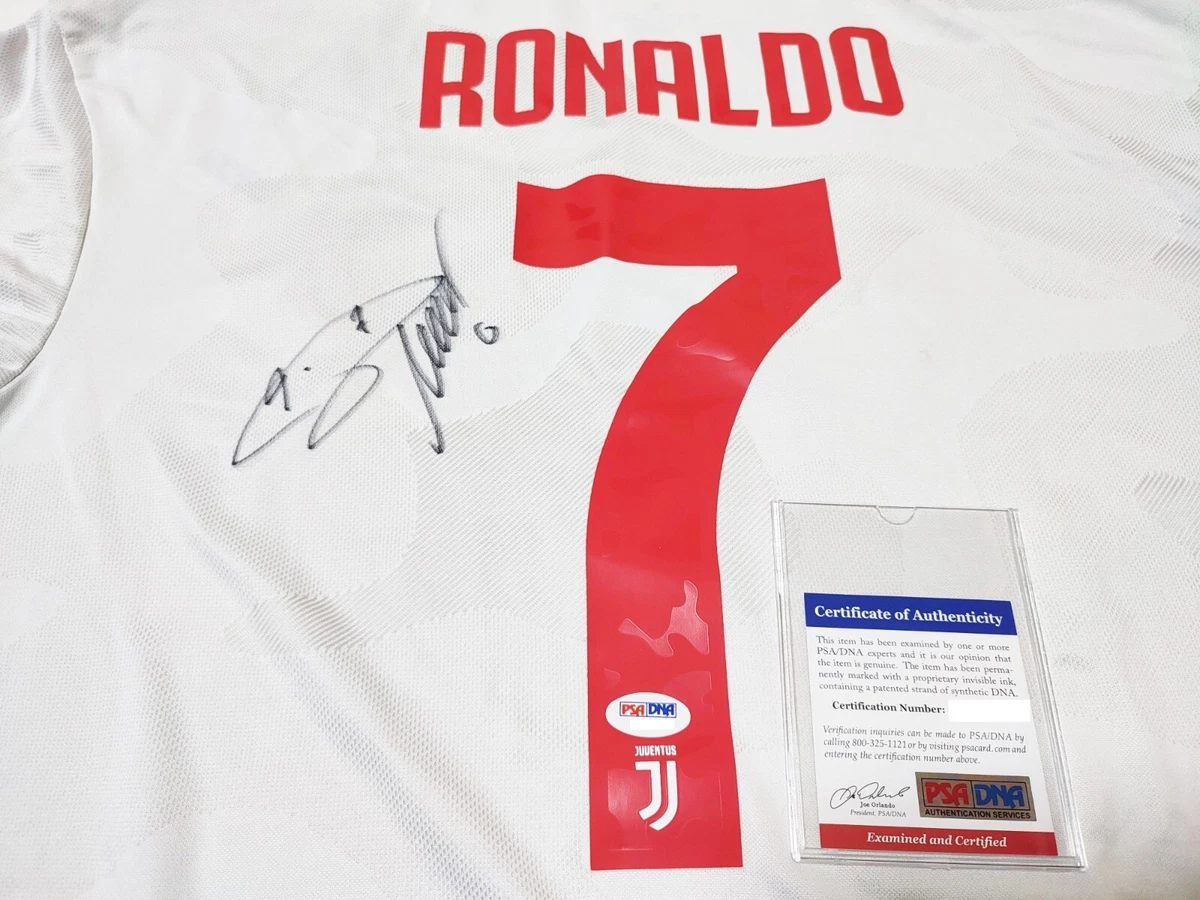 RONALDO
7
PSA DNA
JUVENTUS
Certificate of Authenticity
This item has been examined by one or more
PSA/DNA experts and it is our opinion that
the item is genuine. The item has been perma-
nently marked with a proprietary invisible ink,
containing a patented strand of synthetic DNA.
Certification Number:
Verification inquiries can be made to PSA/DNA by
calling 800-325-1121 or by visiting psacard.com and
entering the certification number above.
Joe Orlando
President, PSA/DNA
PSA DNA
AUTHENTICATION SERVICES
Examined and Certified